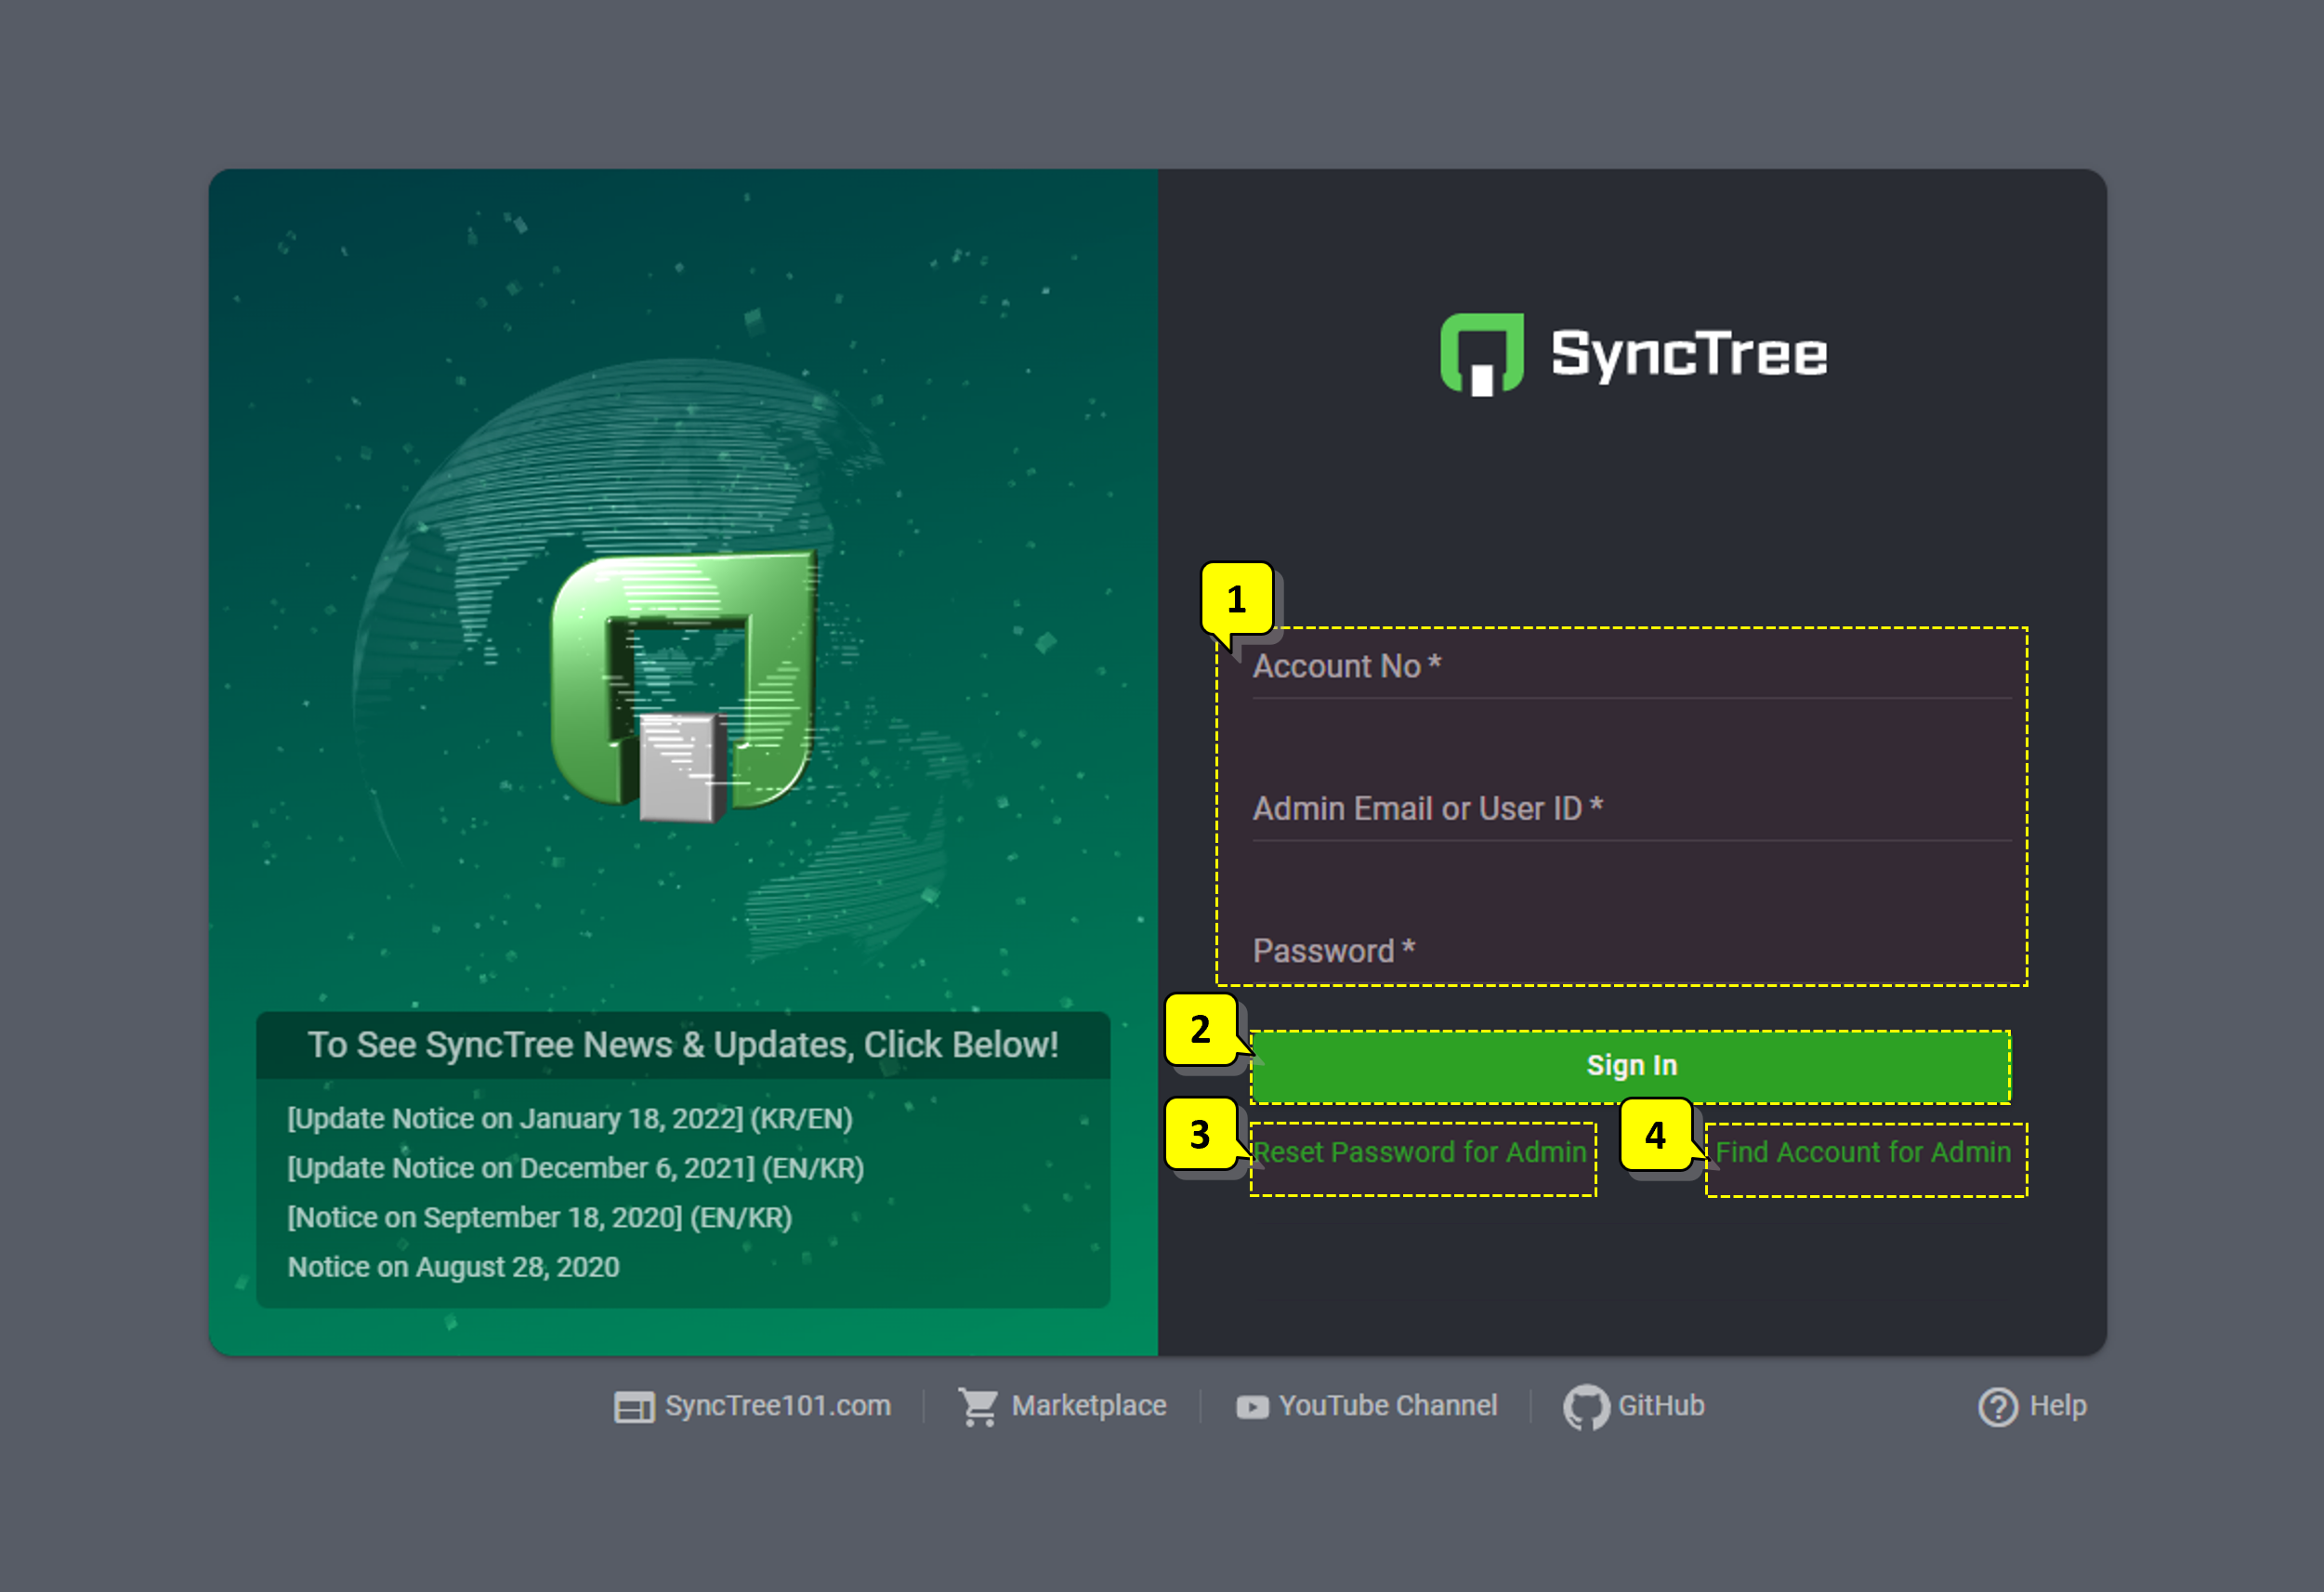 SyncTree
1
Account No *
Admin Email or User ID *
Password *
2
Sign In
3
Reset Password for Admin
4
Find Account for Admin
To See SyncTree News & Updates, Click Below!
[Update Notice on January 18, 2022] (KR/EN)
[Update Notice on December 6, 2021] (EN/KR)
[Notice on September 18, 2020] (EN/KR)
Notice on August 28, 2020
SyncTree101.com
Marketplace
YouTube Channel
GitHub
Help